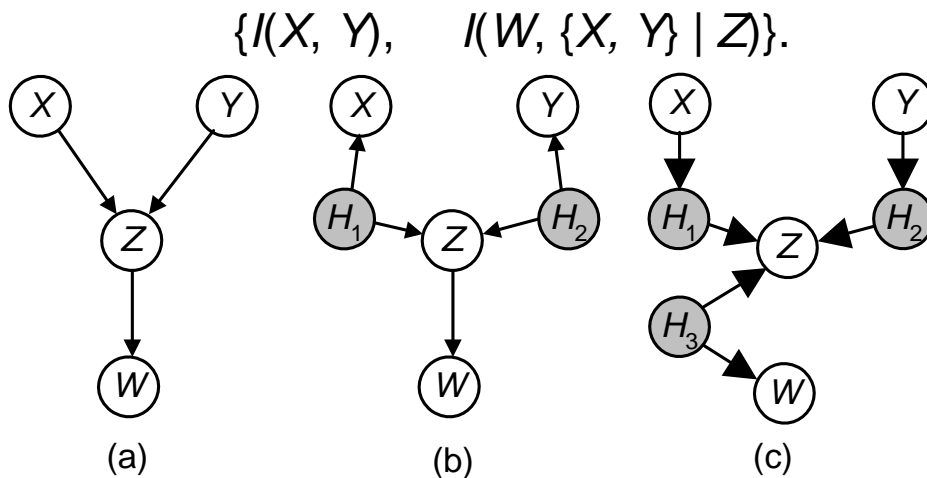 {I(X, Y), I(W, {X, Y} | Z)}.
X Y X Y X Y
H1 Z H2
H1 H2
Z Z
H3
W W W
(a) (b) (c)